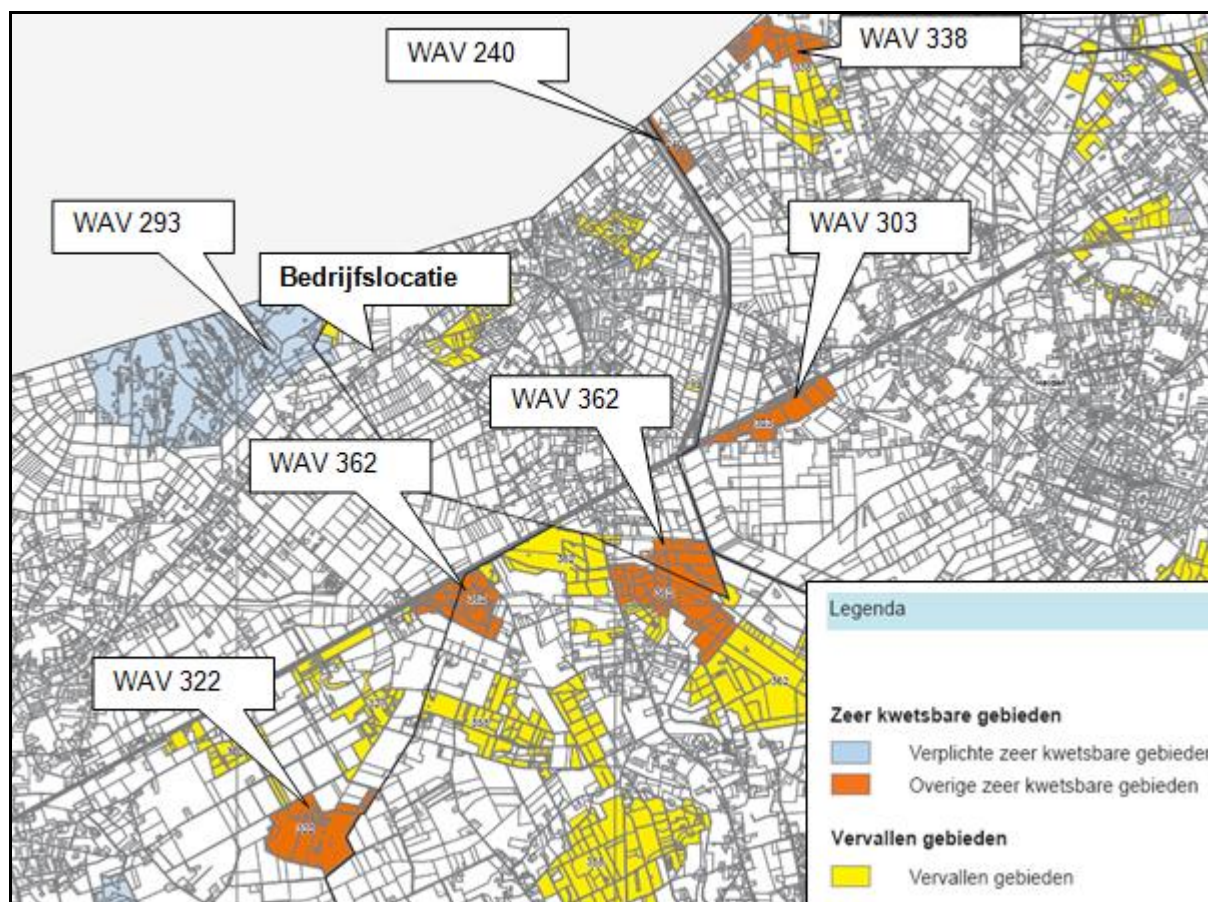 WAV 240
WAV 338
WAV 293
WAV 303
Bedrijfslocatie
WAV 362
WAV 362
WAV 322
362
Legenda
Zeer kwetsbare gebieden
Verplichte zeer kwetsbare gebieden
Overige zeer kwetsbare gebieden
Vervallen gebieden
Vervallen gebieden